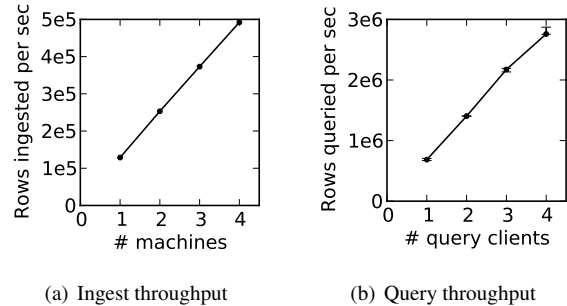 Rows ingested per sec
5e5
4e5
3e5
2e5
1e5
0
0 1 2 3 4
# machines
(a) Ingest throughput
Rows queried per sec
3e6
2e6
1e6
0
0 1 2 3 4
# query clients
(b) Query throughput